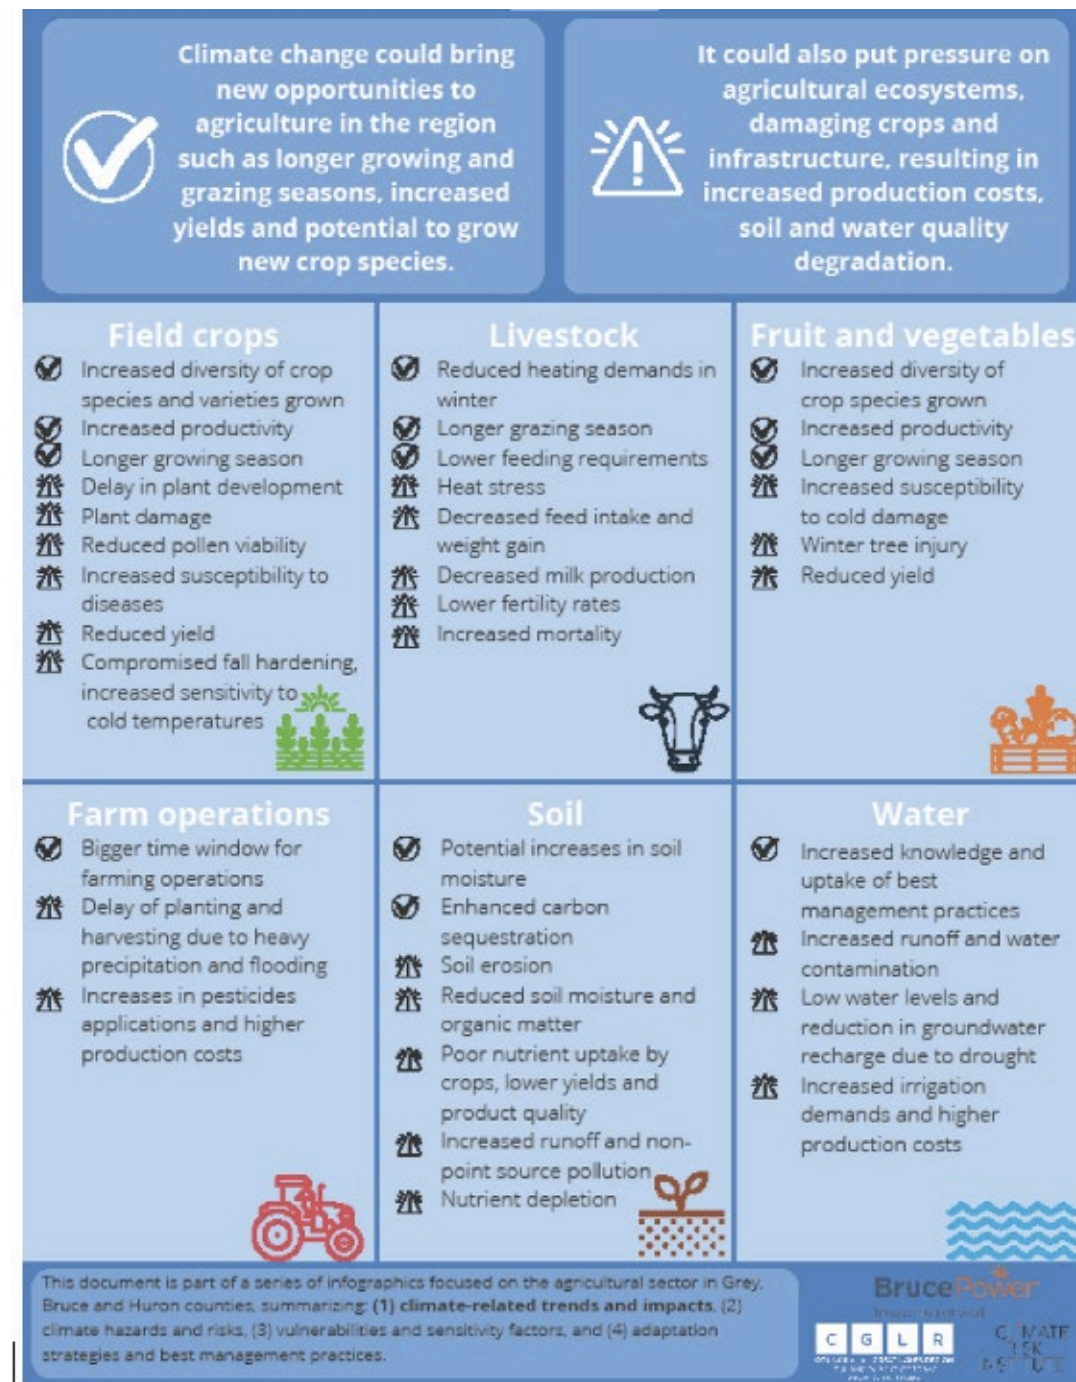 Climate change could bring
new opportunities to
agriculture in the region
such as longer growing and
grazing seasons, increased
yields and potential to grow
new crop species.
It could also put pressure on
agricultural ecosystems,
damaging crops and
infrastructure, resulting in
increased production costs,
soil and water quality
degradation.
Field crops
Increased diversity of crop
species and varieties grown
Increased productivity
Longer growing season
Delay in plant development
Plant damage
Reduced pollen viability
Increased susceptibility to
diseases
Reduced yield
Compromised fall hardening,
increased sensitivity to
cold temperatures
Livestock
Reduced heating demands in
winter
Longer grazing season
Lower feeding requirements
Heat stress
Decreased feed intake and
weight gain
Decreased milk production
Lower fertility rates
Increased mortality
Fruit and vegetables
Increased diversity of
crop species grown
Increased productivity
Longer growing season
Increased susceptibility
to cold damage
Winter tree injury
Reduced yield
Farm operations
Bigger time window for
farming operations
Delay of planting and
harvesting due to heavy
precipitation and flooding
Increases in pesticides
applications and higher
production costs
Soil
Potential increases in soil
moisture
Enhanced carbon
sequestration
Soil erosion
Reduced soil moisture and
organic matter
Poor nutrient uptake by
crops, lower yields and
product quality
Increased runoff and non-
point source pollution
Nutrient depletion
Water
Increased knowledge and
uptake of best
management practices
Increased runoff and water
contamination
Low water levels and
reduction in groundwater
recharge due to drought
Increased irrigation
demands and higher
production costs
This document is part of a series of infographics focused on the agricultural sector in Grey,
Bruce and Huron counties, summarizing: (1) climate-related trends and impacts, (2)
climate hazards and risks, (3) vulnerabilities and sensitivity factors, and (4) adaptation
strategies and best management practices.
BrucePower
C G L R
CLIMATE
RISK
INSTITUTE